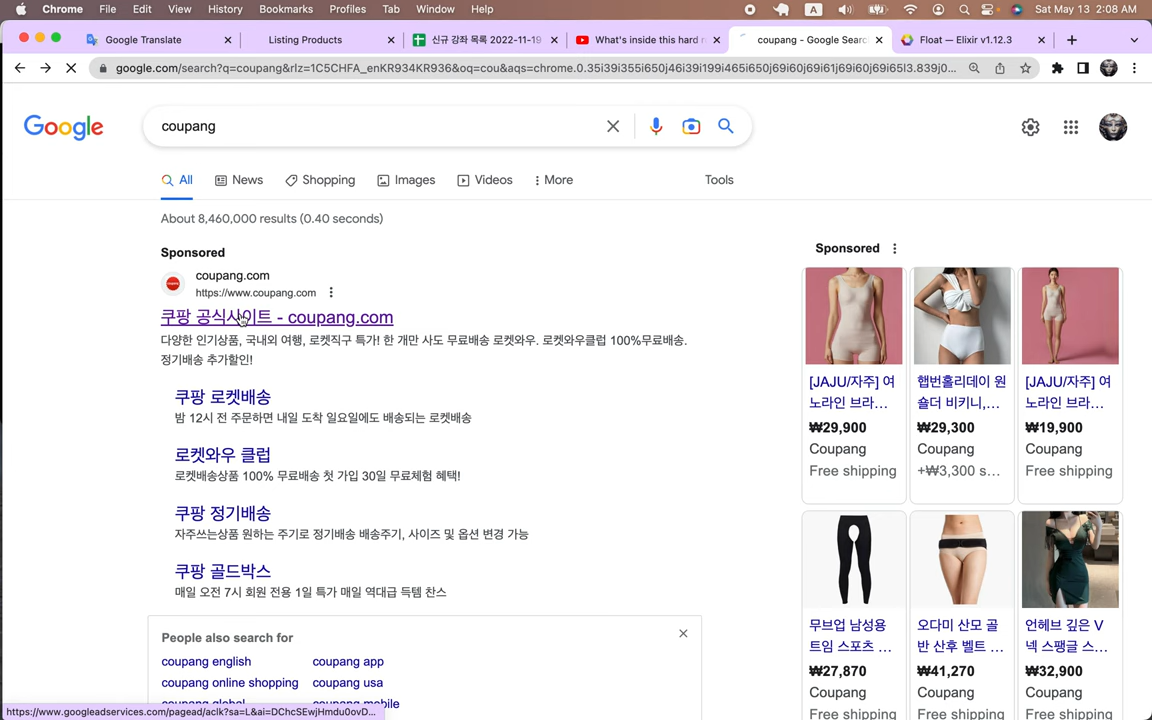 Chrome File Edit View History Bookmarks Profiles Tab Window Help A Sat May 13 2:08 AM
Google Translate Listing Products 신규 강좌 목록 2022-11-19 What's inside this hard r coupang - Google Searc Float — Elixir v1.12.3
google.com/search?q=coupang&rlz=1C5CHFA_enKR934KR936&oq=cou&aqs=chrome.0.35i39i355i650j46i39i199i465i650j69i60j69i61j69i60j69i65l3.839j0...
Google
coupang
All News Shopping Images Videos More Tools
About 8,460,000 results (0.40 seconds)
Sponsored
coupang.com
https://www.coupang.com
쿠팡 공식사이트 - coupang.com
다양한 인기상품, 국내외 여행, 로켓직구 특가! 한 개만 사도 무료배송 로켓와우. 로켓와우클럽 100%무료배송.
정기배송 추가할인!
쿠팡 로켓배송
밤 12시 전 주문하면 내일 도착 일요일에도 배송되는 로켓배송
로켓와우 클럽
로켓배송상품 100% 무료배송 첫 가입 30일 무료체험 혜택!
쿠팡 정기배송
자주쓰는상품 원하는 주기로 정기배송 배송주기, 사이즈 및 옵션 변경 가능
쿠팡 골드박스
매일 오전 7시 회원 전용 1일 특가 매일 역대급 득템 찬스
People also search for
coupang english coupang app
coupang online shopping coupang usa
coupang global coupang mobile
https://www.googleadservices.com/pagead/aclk?sa=L&ai=DChcSEwjHmdu0ovD...
Sponsored
[JAJU/자주] 여
노라인 브라...
₩29,900
Coupang
Free shipping
햅번홀리데이 원
숄더 비키니,...
₩29,300
Coupang
+₩3,300 s...
[JAJU/자주] 여
노라인 브라...
₩19,900
Coupang
Free shipping
무브업 남성용
트임 스포츠 ...
₩27,870
Coupang
Free shipping
오다미 산모 골
반 산후 벨트 ...
₩41,270
Coupang
Free shipping
언헤브 깊은 V
넥 스팽글 스...
₩32,900
Coupang
Free shipping